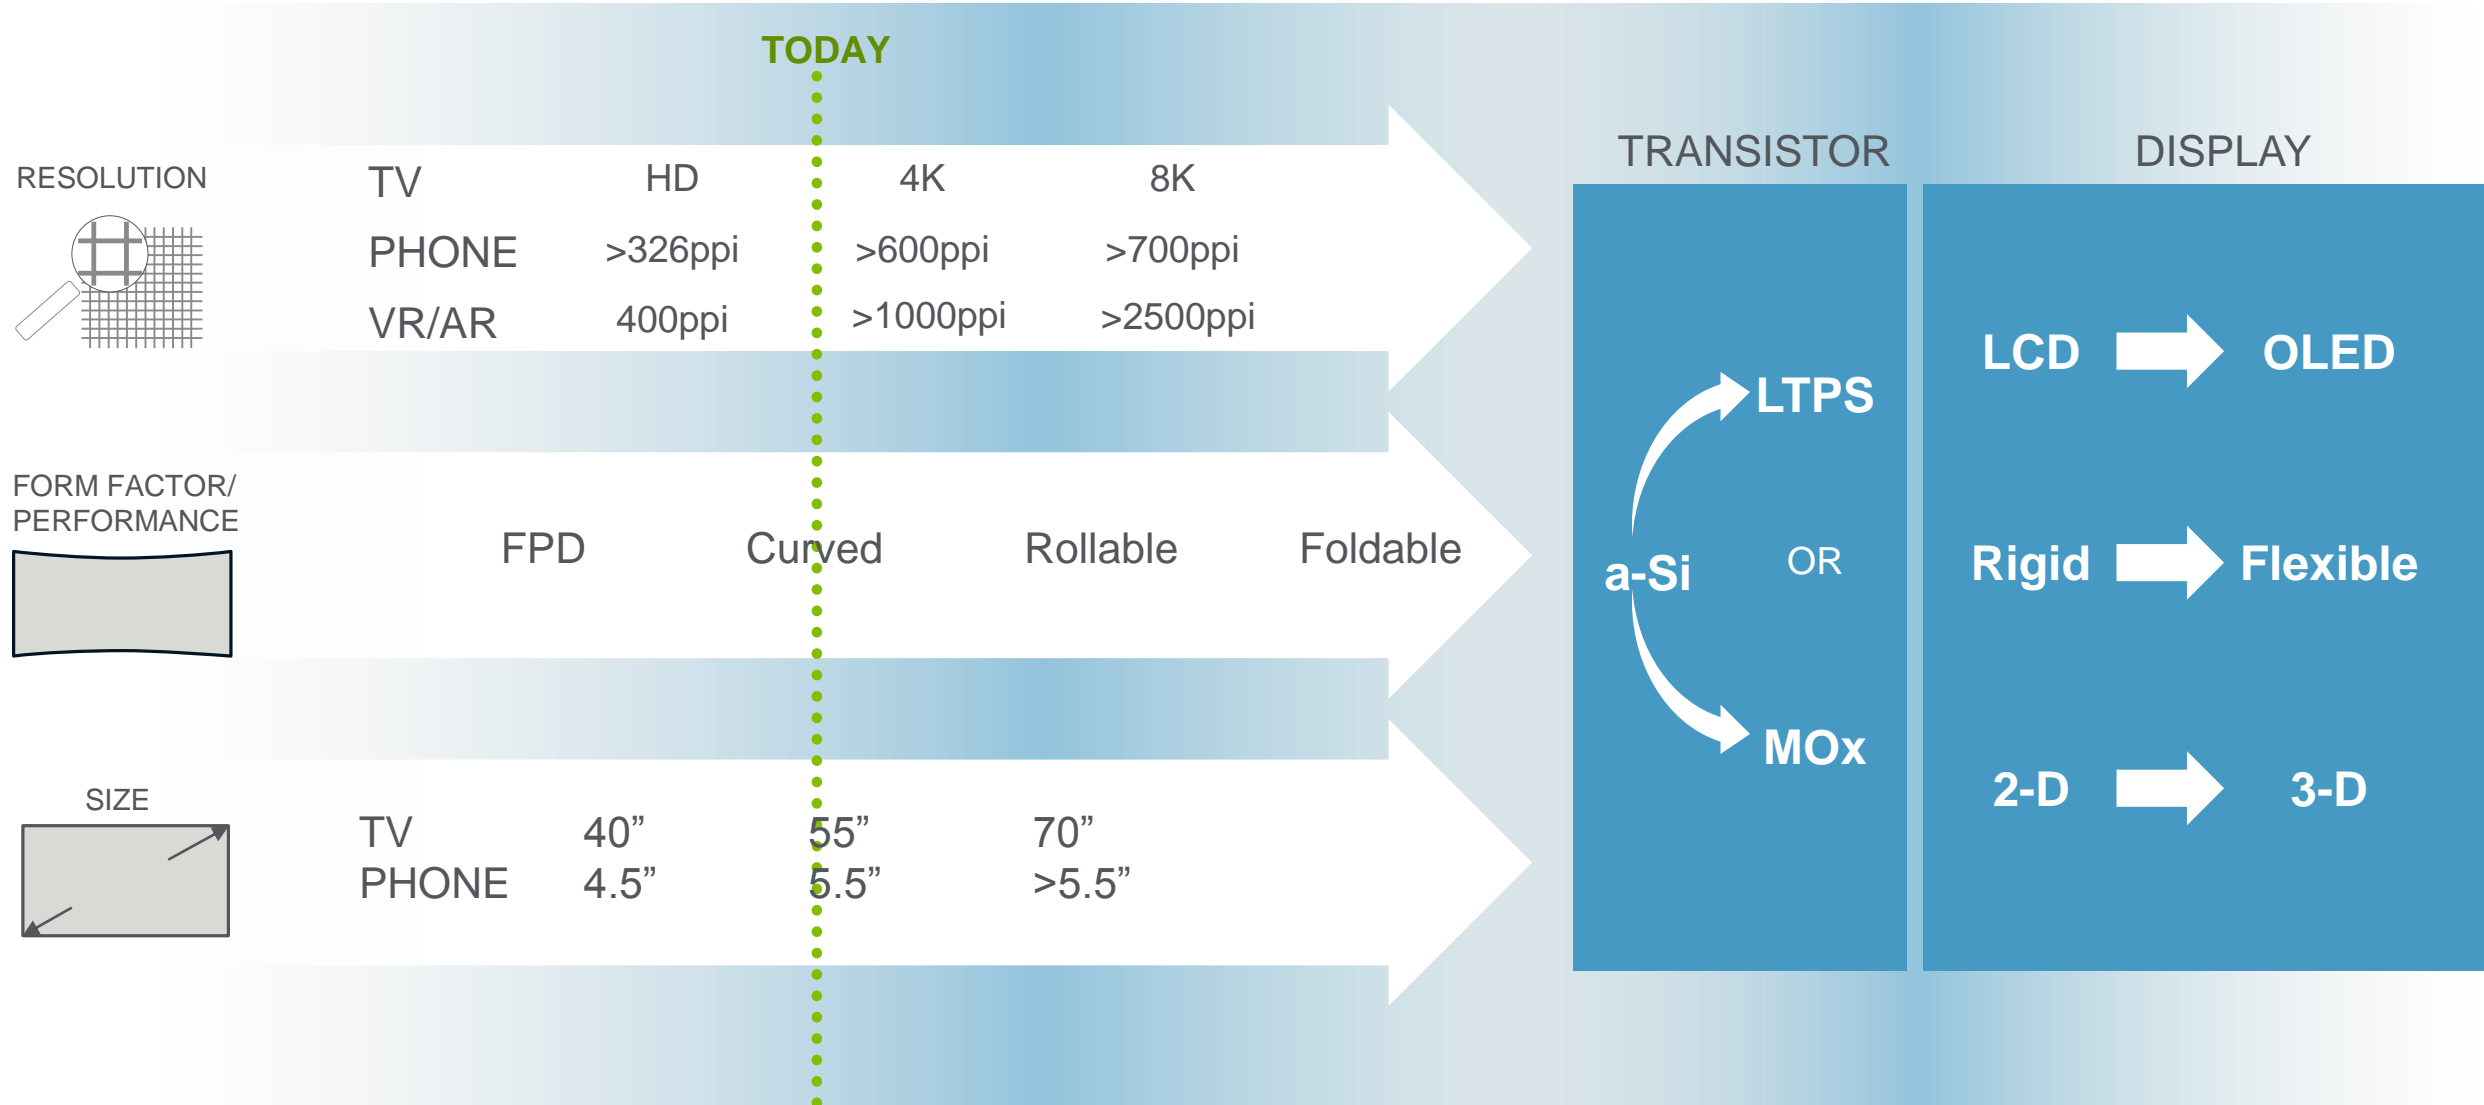 TODAY
RESOLUTION
TV HD 4K 8K
PHONE >326ppi >600ppi >700ppi
VR/AR 400ppi >1000ppi >2500ppi
FORM FACTOR/
PERFORMANCE
FPD Curved Rollable Foldable
SIZE
TV 40” 55” 70”
PHONE 4.5” 5.5” >5.5”
TRANSISTOR
LTPS
a-Si OR
MOx
DISPLAY
LCD OLED
Rigid Flexible
2-D 3-D